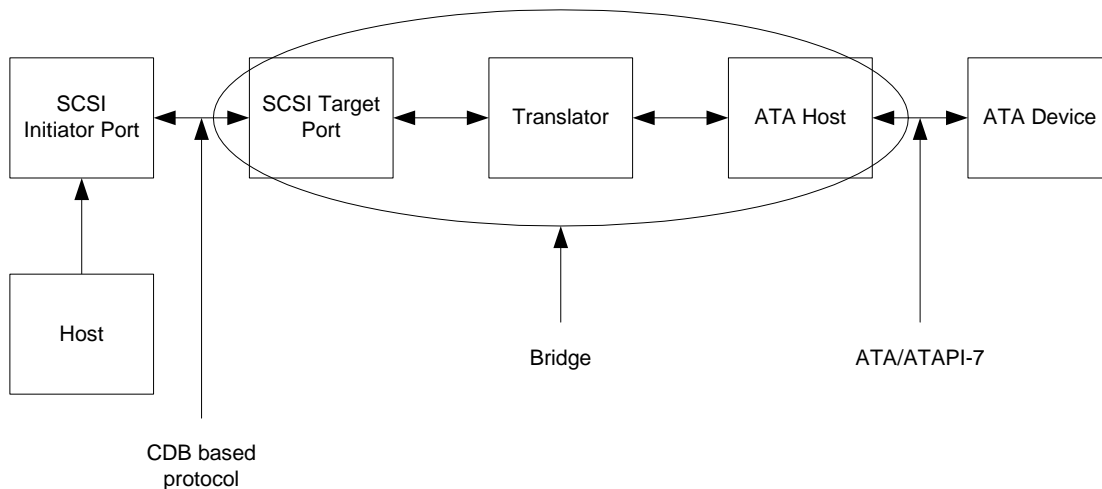 SCSI
Initiator Port
SCSI Target
Port
Translator
ATA Host
ATA Device
Host
Bridge
ATA/ATAPI-7
CDB based
protocol